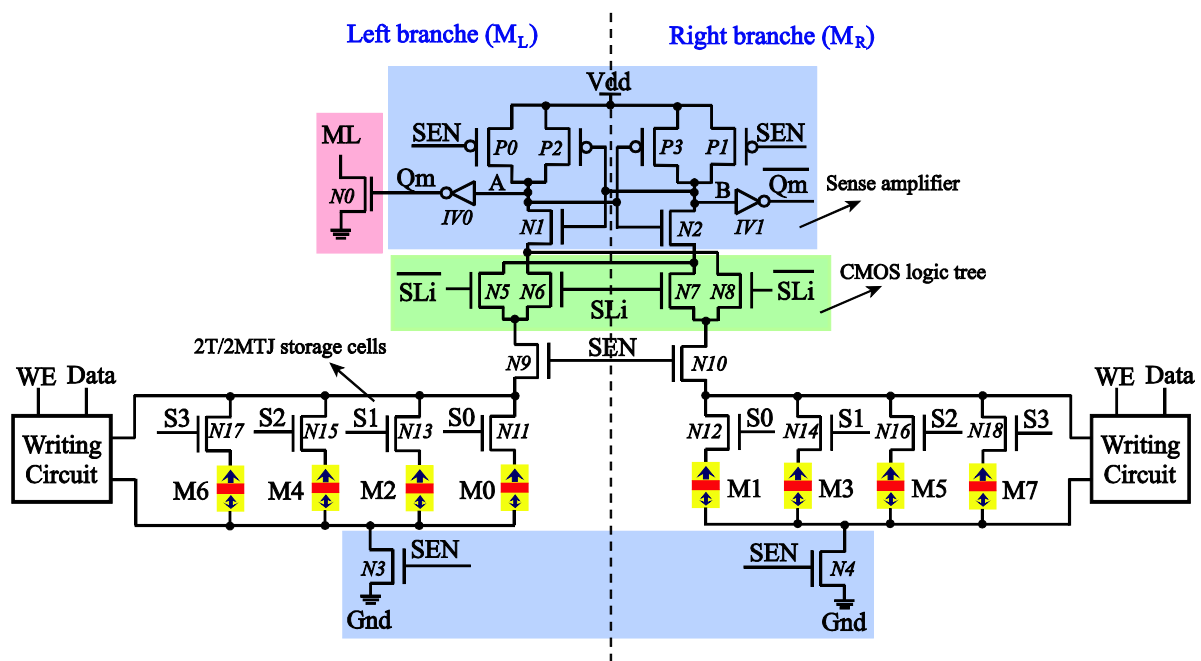 Left branche (ML)
Right branche (MR)
Vdd
ML
SEN
P0
P2
P3
P1
SEN
N0
Qm
A
IV0
B
IV1
Qm
Sense amplifier
N1
N2
CMOS logic tree
SLi
N5
N6
SLi
N7
N8
SLi
2T/2MTJ storage cells
N9
SEN
N10
WE Data
WE Data
Writing
Circuit
S3
N17
S2
N15
S1
N13
S0
N11
N12
S0
N14
S1
N16
S2
N18
S3
Writing
Circuit
M6
M4
M2
M0
M1
M3
M5
M7
N3
SEN
Gnd
SEN
N4
Gnd